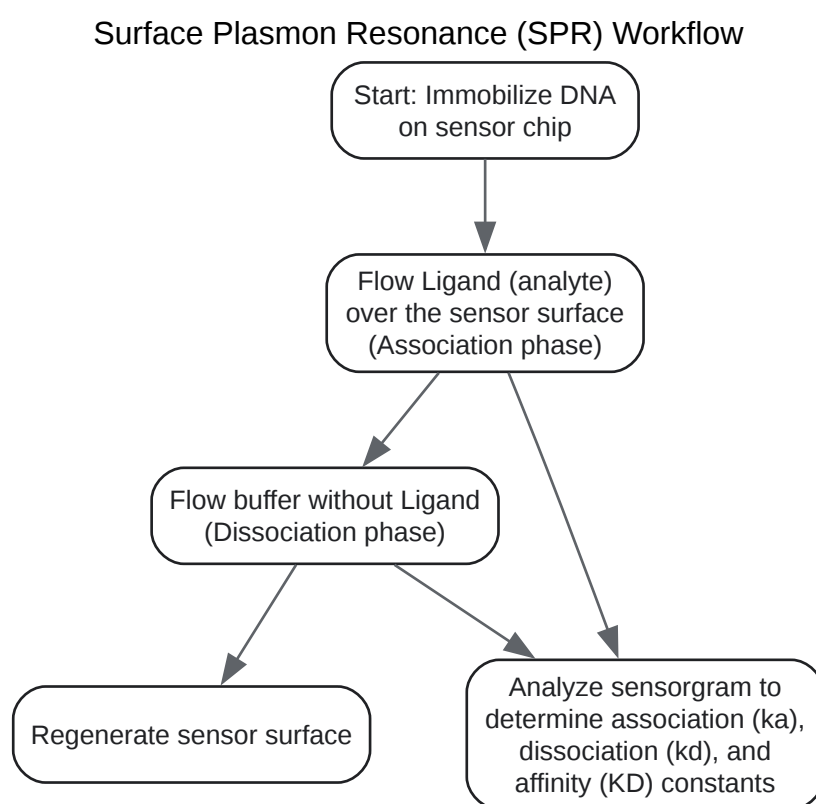 Surface Plasmon Resonance (SPR) Workflow
Start: Immobilize DNA
on sensor chip
Flow Ligand (analyte)
over the sensor surface
(Association phase)
Flow buffer without Ligand
(Dissociation phase)
Regenerate sensor surface
Analyze sensorgram to
determine association (ka),
dissociation (kd), and
affinity (KD) constants